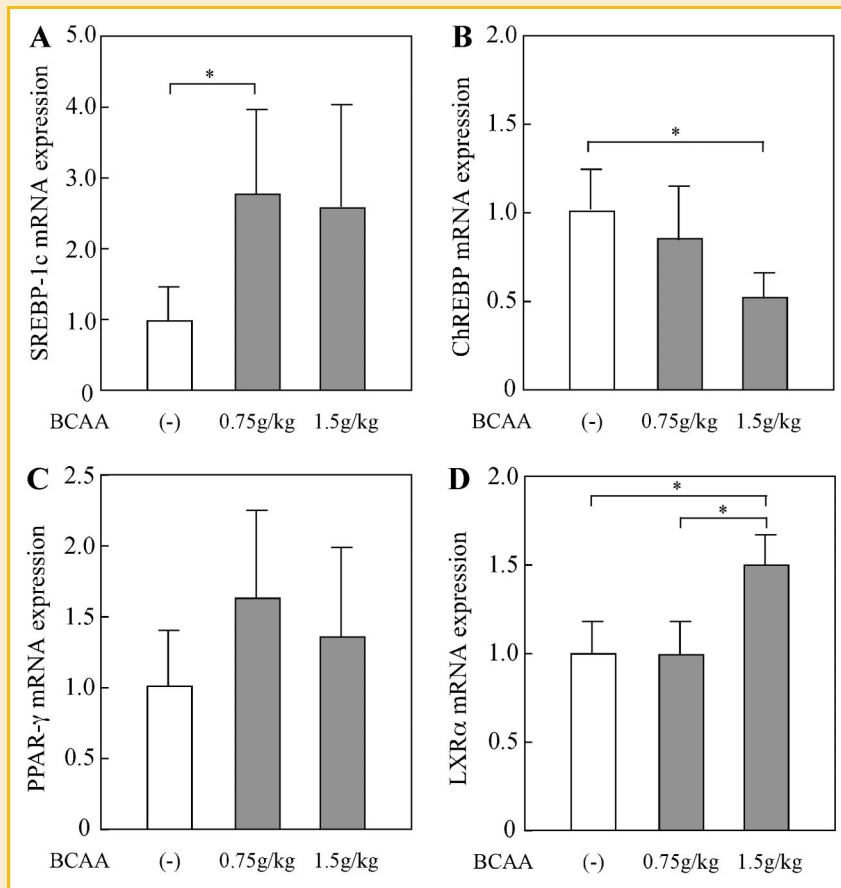 A
SREBP-1c mRNA expression
5.0
4.0
3.0
2.0
1.0
0
*
BCAA (-) 0.75g/kg 1.5g/kg
B
ChREBP mRNA expression
2.0
1.5
1.0
0.5
0
*
BCAA (-) 0.75g/kg 1.5g/kg
C
PPAR-γ mRNA expression
2.5
2.0
1.5
1.0
0.5
0
BCAA (-) 0.75g/kg 1.5g/kg
D
LXRα mRNA expression
2.0
1.5
1.0
0.5
0
*
*
BCAA (-) 0.75g/kg 1.5g/kg